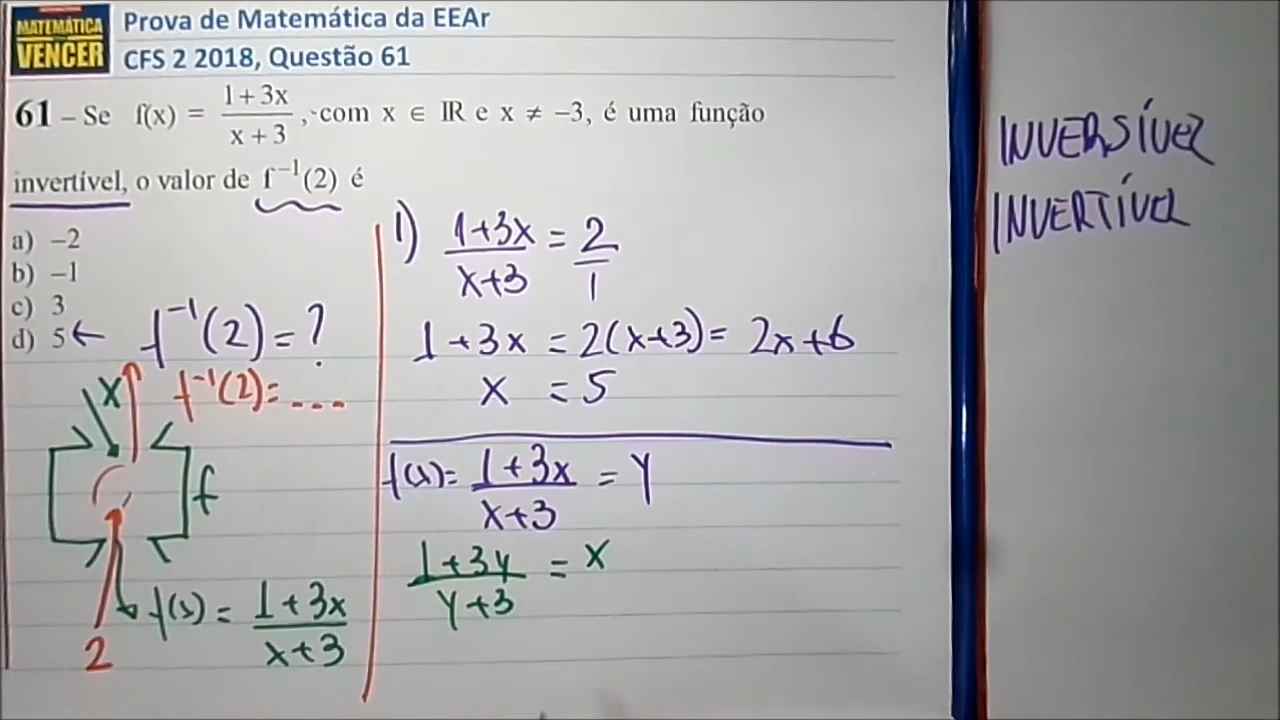 MATEMÁTICA
VENCER
Prova de Matemática da EEAr
CFS 2 2018, Questão 61
61 – Se f(x) = (1 + 3x)/(x + 3), com x ∈ ℝ e x ≠ −3, é uma função
invertível, o valor de f⁻¹(2) é
a) −2
b) −1
c) 3
d) 5 ←
f⁻¹(2) = ?
f⁻¹(2) = ...
x
f
2
f(x) = (1+3x)/(x+3)
1) (1+3x)/(x+3) = 2/1
1+3x = 2(x+3) = 2x+6
x = 5
f(x) = (1+3x)/(x+3) = y
(1+3y)/(y+3) = x
INVERSÍVEL
INVERTÍVEL